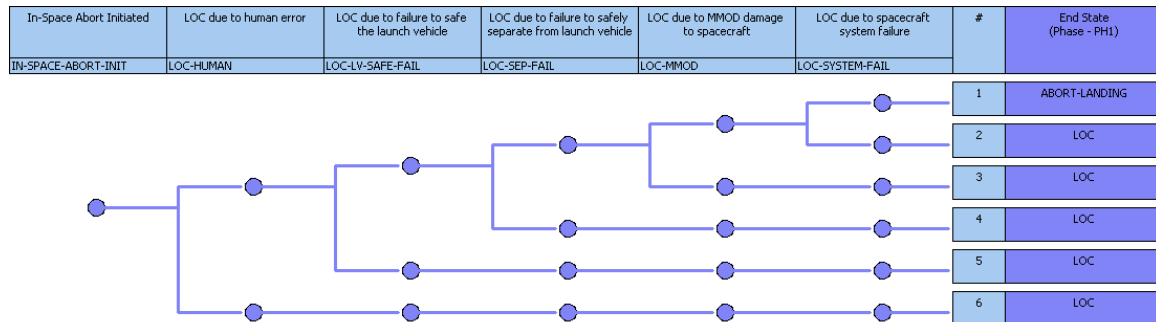 In-Space Abort Initiated
LOC due to human error
LOC due to failure to safe
the launch vehicle
LOC due to failure to safely
separate from launch vehicle
LOC due to MMOD damage
to spacecraft
LOC due to spacecraft
system failure
#
End State
(Phase - PH1)
IN-SPACE-ABORT-INIT
LOC-HUMAN
LOC-LV-SAFE-FAIL
LOC-SEP-FAIL
LOC-MMOD
LOC-SYSTEM-FAIL
1 ABORT-LANDING
2 LOC
3 LOC
4 LOC
5 LOC
6 LOC